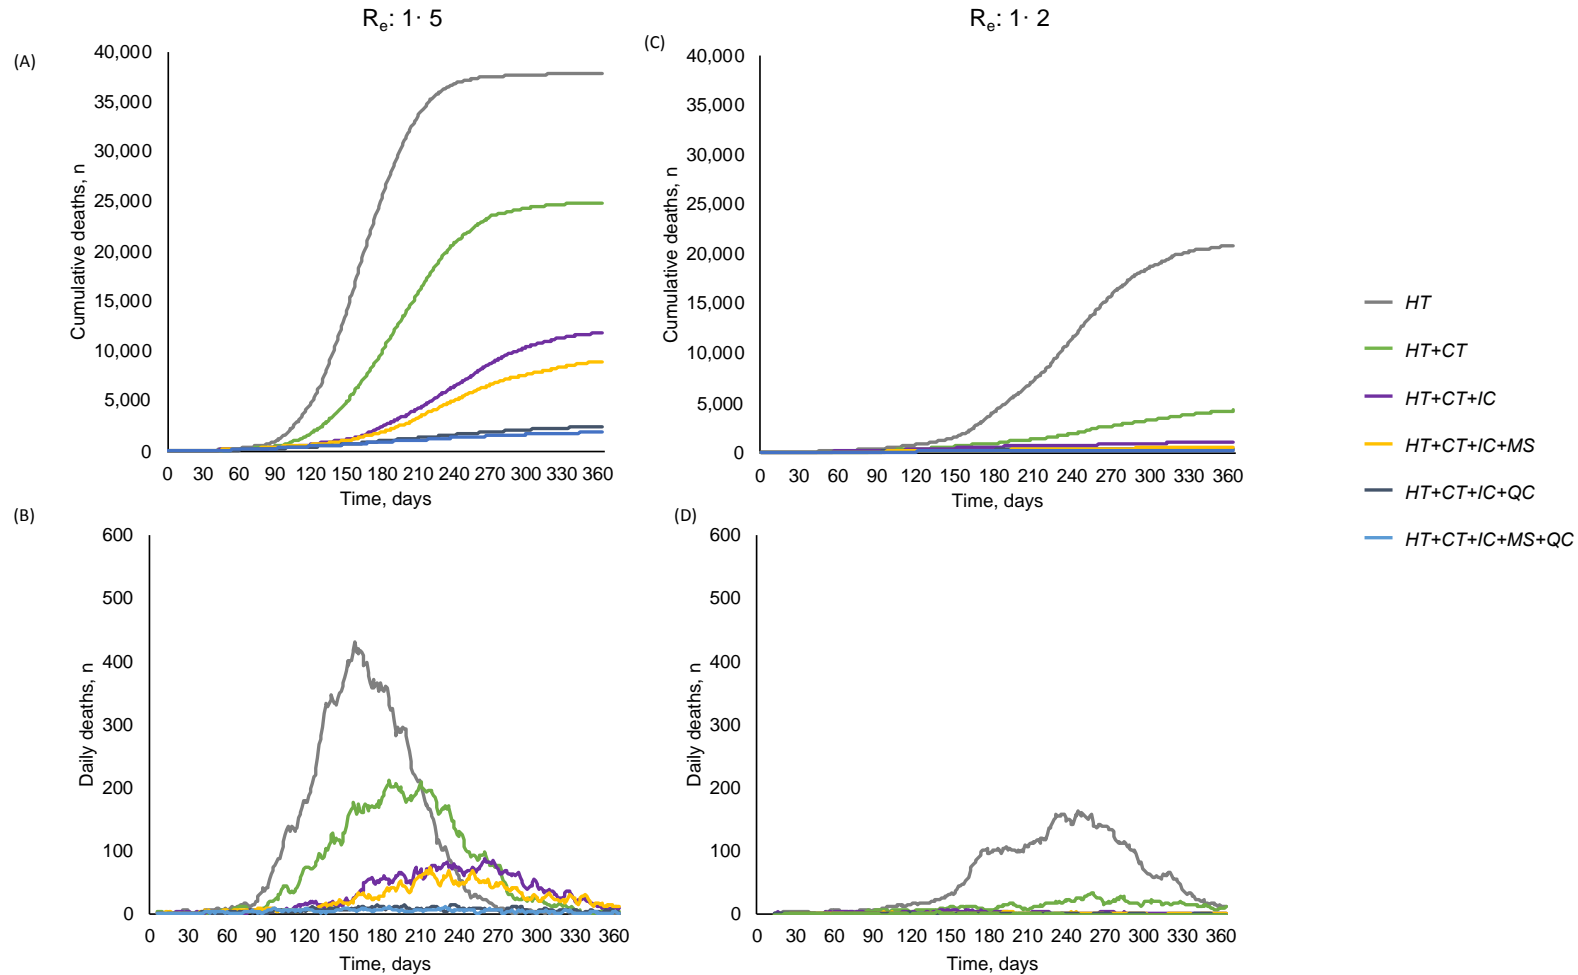 Re: 1· 5
Re: 1· 2
(A)
40,000
35,000
30,000
25,000
20,000
15,000
10,000
5,000
0
Cumulative deaths, n
0 30 60 90 120 150 180 210 240 270 300 330 360
Time, days
(C)
40,000
35,000
30,000
25,000
20,000
15,000
10,000
5,000
0
Cumulative deaths, n
0 30 60 90 120 150 180 210 240 270 300 330 360
Time, days
HT
HT+CT
HT+CT+IC
HT+CT+IC+MS
HT+CT+IC+QC
HT+CT+IC+MS+QC
(B)
600
500
400
300
200
100
0
Daily deaths, n
0 30 60 90 120 150 180 210 240 270 300 330 360
Time, days
(D)
600
500
400
300
200
100
0
Daily deaths, n
0 30 60 90 120 150 180 210 240 270 300 330 360
Time, days